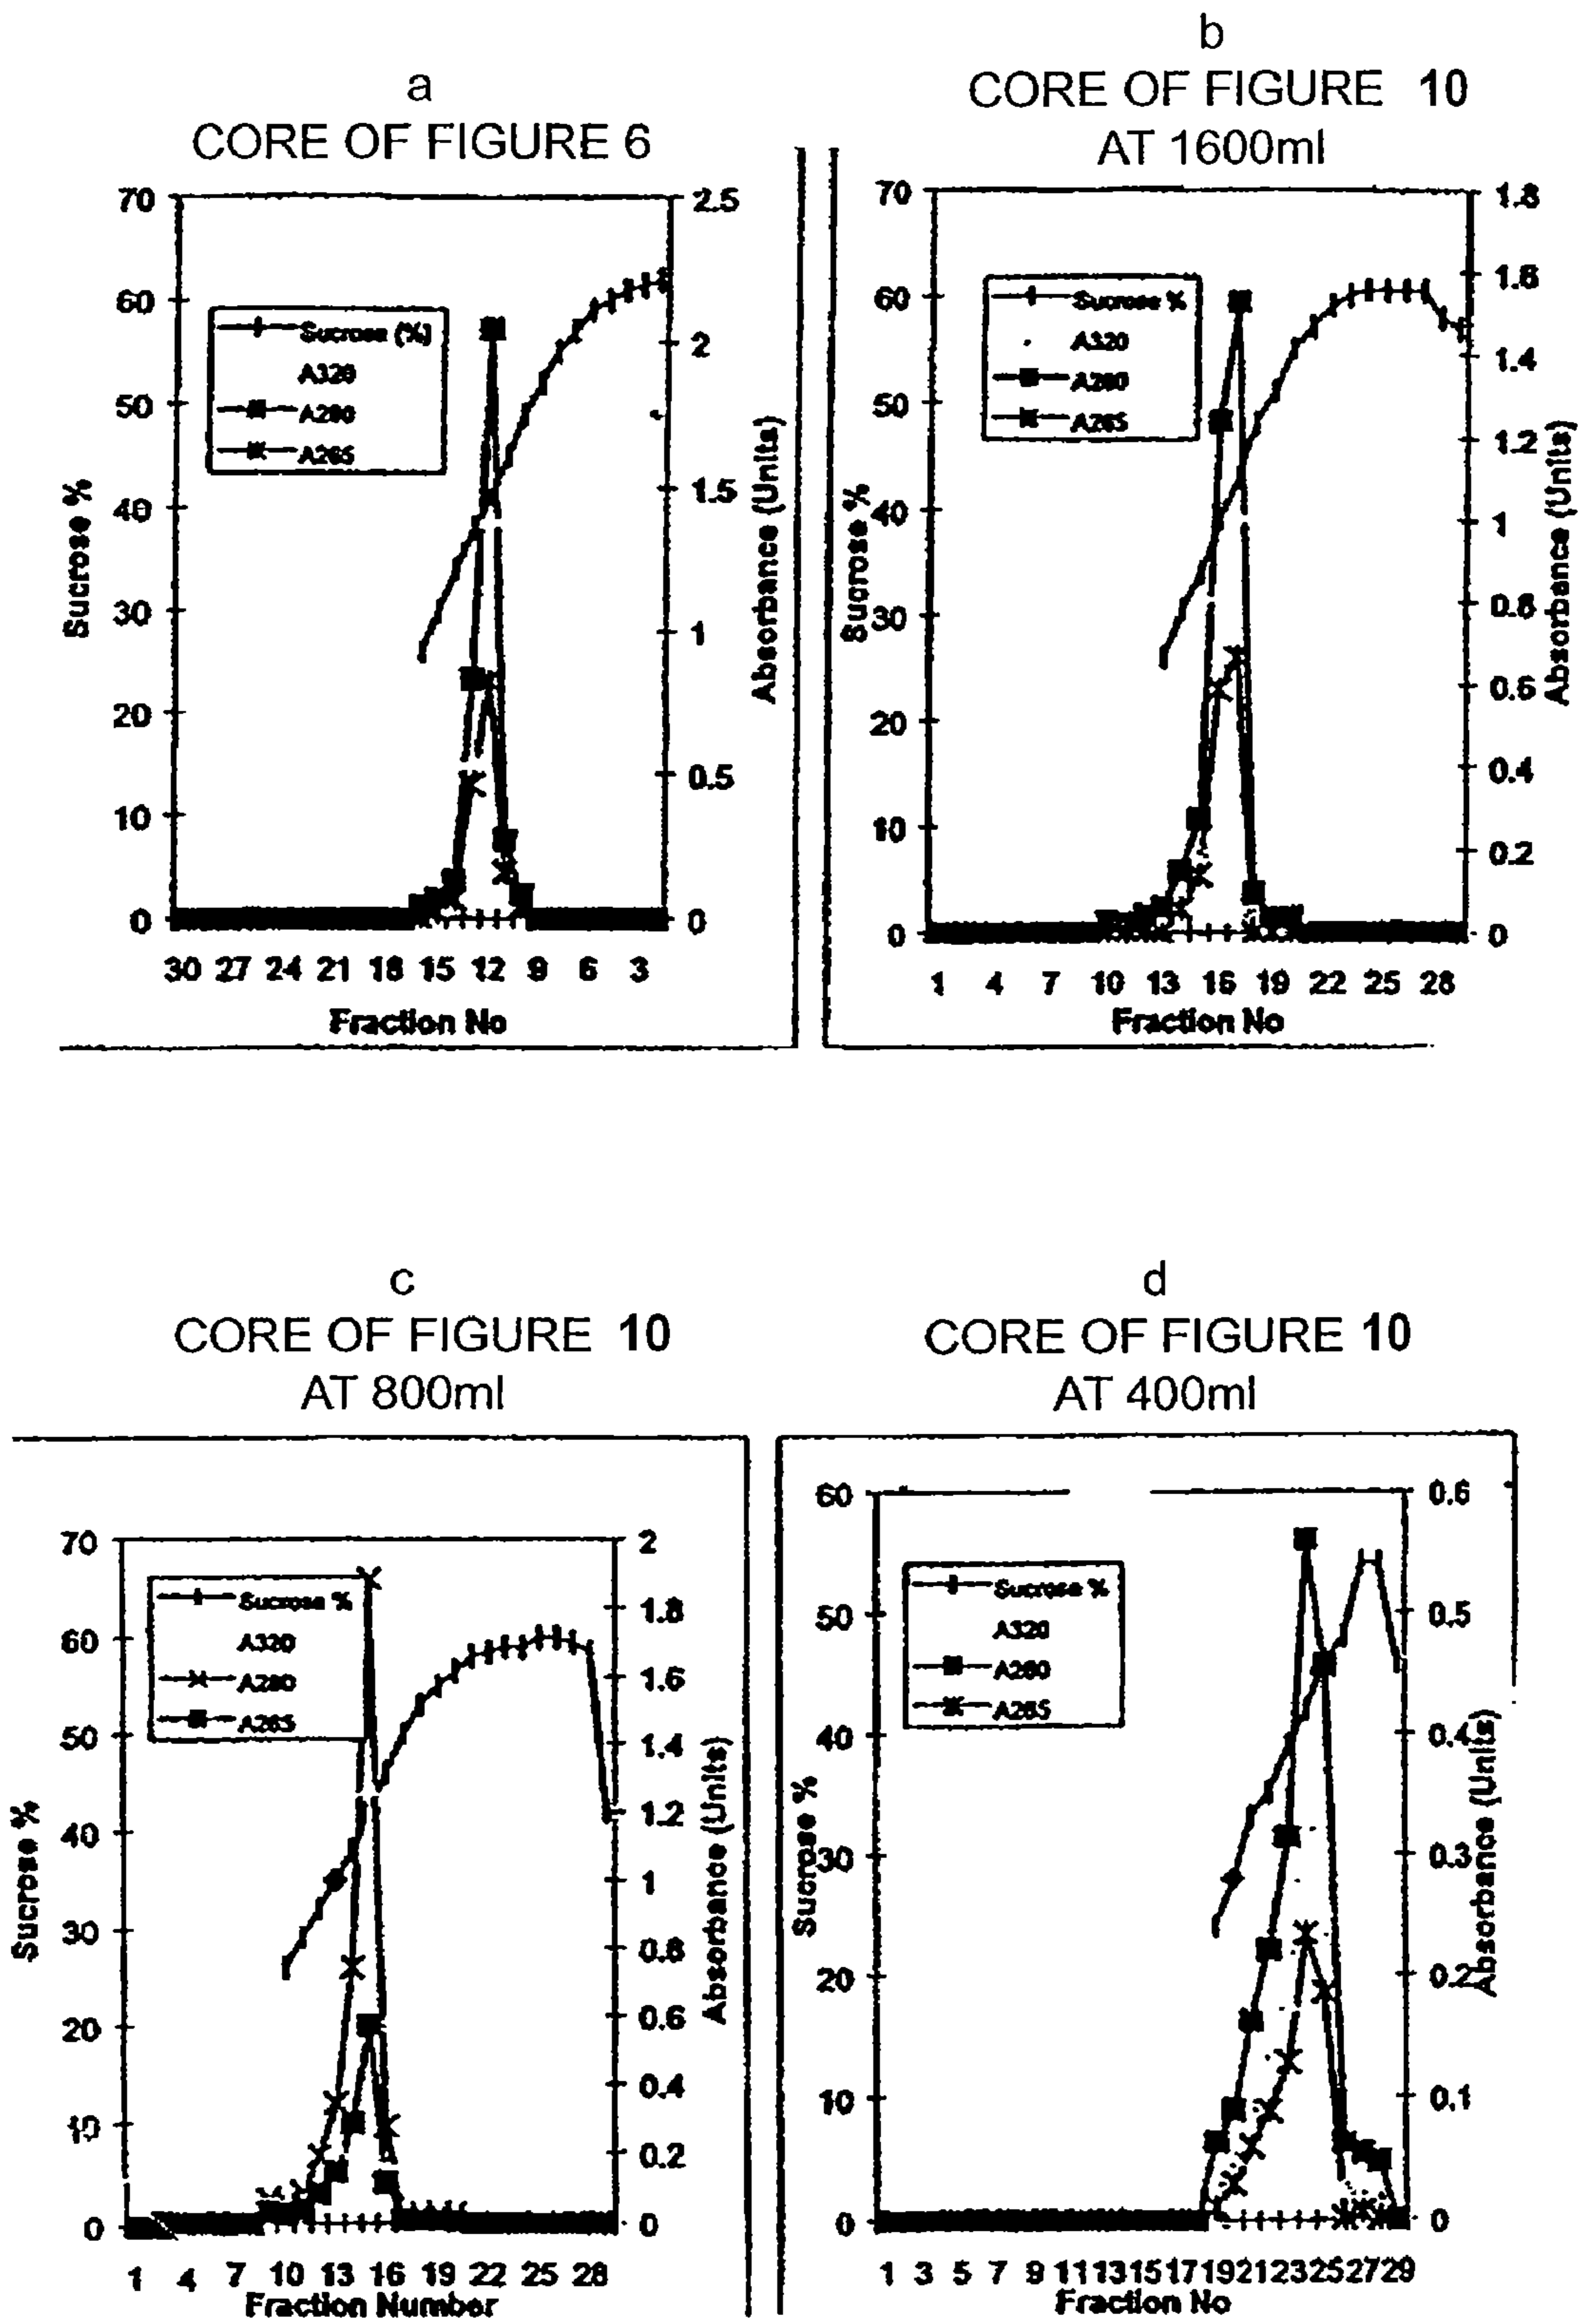 a
CORE OF FIGURE 6
70
60
50
40
30
20
10
0
2.5
2
1.5
1
0.5
0
Sucrose (%)
A320
A280
A265
Sucrose %
Absorbance (Units)
30 27 24 21 18 15 12 9 6 3
Fraction No
b
CORE OF FIGURE 10
AT 1600ml
70
60
50
40
30
20
10
0
1.8
1.6
1.4
1.2
1
0.8
0.6
0.4
0.2
0
Sucrose %
A320
A280
A265
Sucrose %
Absorbance (Units)
1 4 7 10 13 16 19 22 25 28
Fraction No
c
CORE OF FIGURE 10
AT 800ml
70
60
50
40
30
20
10
0
2
1.8
1.6
1.4
1.2
1
0.8
0.6
0.4
0.2
0
Sucrose %
A320
A280
A265
Sucrose %
Absorbance (Units)
1 4 7 10 13 16 19 22 25 28
Fraction Number
d
CORE OF FIGURE 10
AT 400ml
60
50
40
30
20
10
0
0.6
0.5
0.4
0.3
0.2
0.1
0
Sucrose %
A320
A280
A265
Sucrose %
Absorbance (Units)
1 3 5 7 9 11 13 15 17 19 21 23 25 27 29
Fraction No